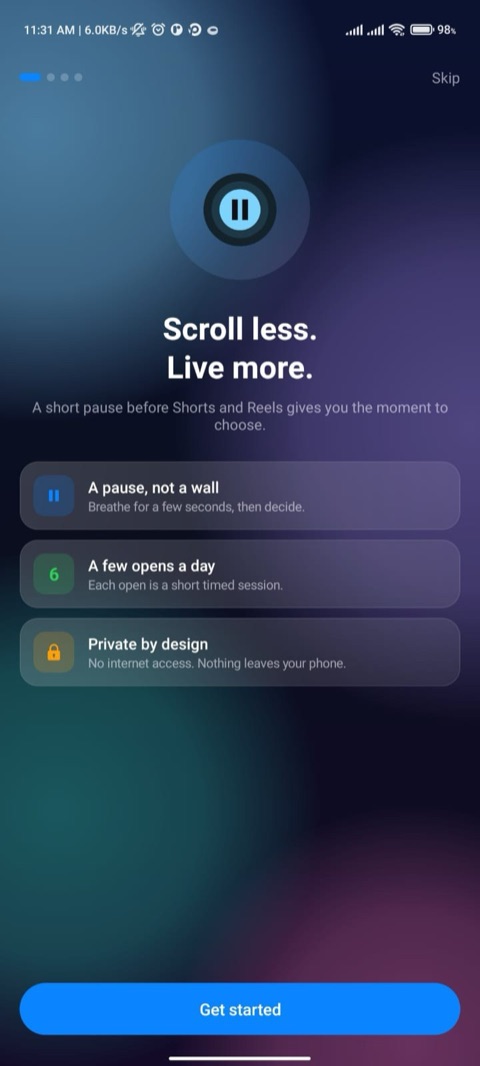 11:31 AM | 6.0KB/s
98%
Skip
Scroll less.
Live more.
A short pause before Shorts and Reels gives you the moment to
choose.
A pause, not a wall
Breathe for a few seconds, then decide.
6
A few opens a day
Each open is a short timed session.
Private by design
No internet access. Nothing leaves your phone.
Get started